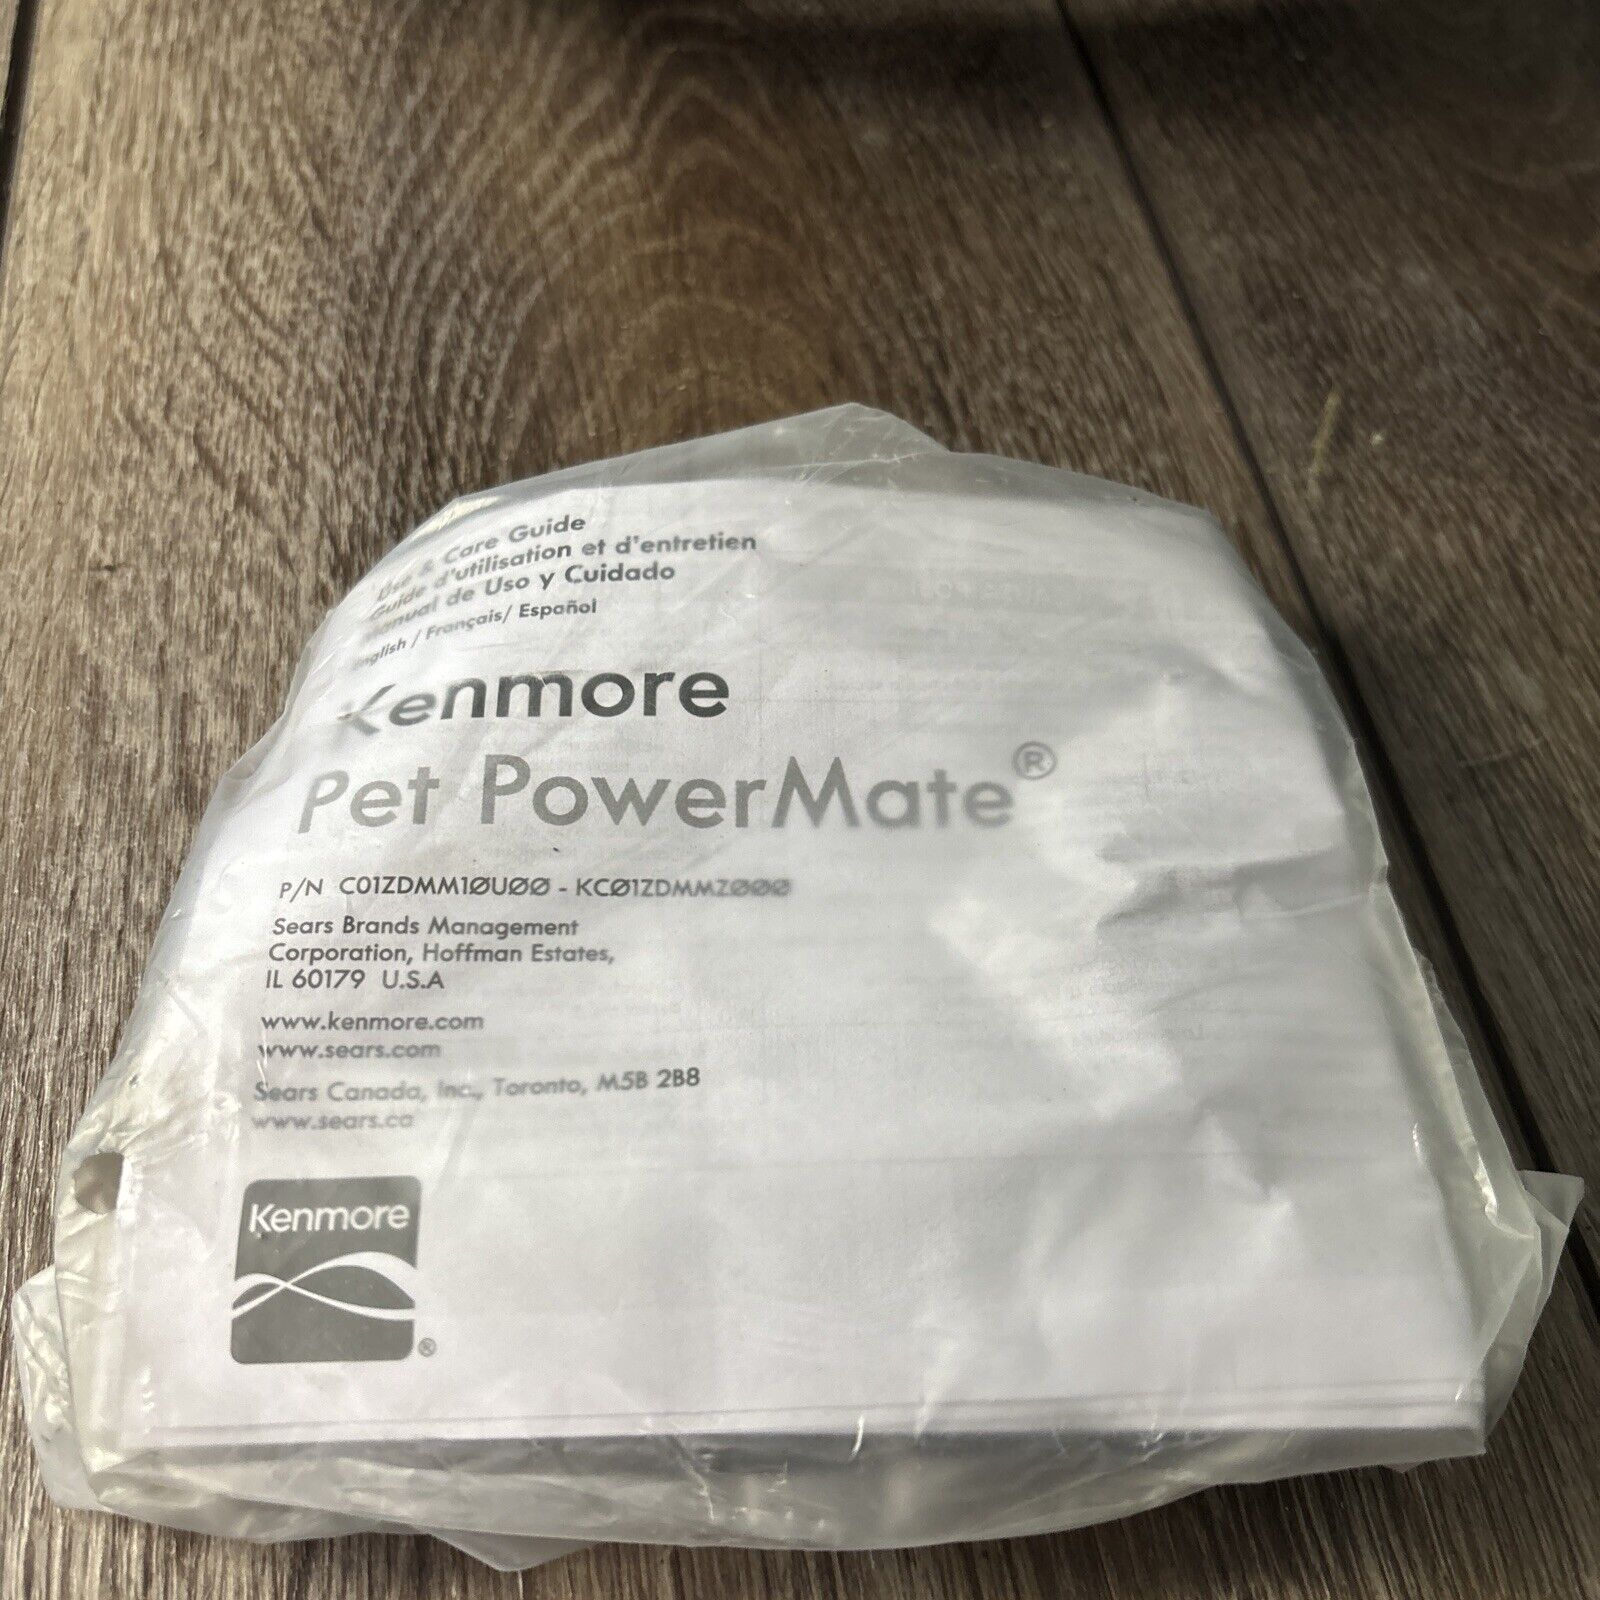 Use & Care Guide
Guide d'utilisation et d'entretien
Manual de Uso y Cuidado
English / Français/ Español
Kenmore
Pet PowerMate®
P/N C01ZDMM1ØUØØ - KCØ1ZDMMZØØØ
Sears Brands Management
Corporation, Hoffman Estates,
IL 60179 U.S.A
www.kenmore.com
www.sears.com
Sears Canada, Inc., Toronto, M5B 2B8
www.sears.ca
Kenmore
®